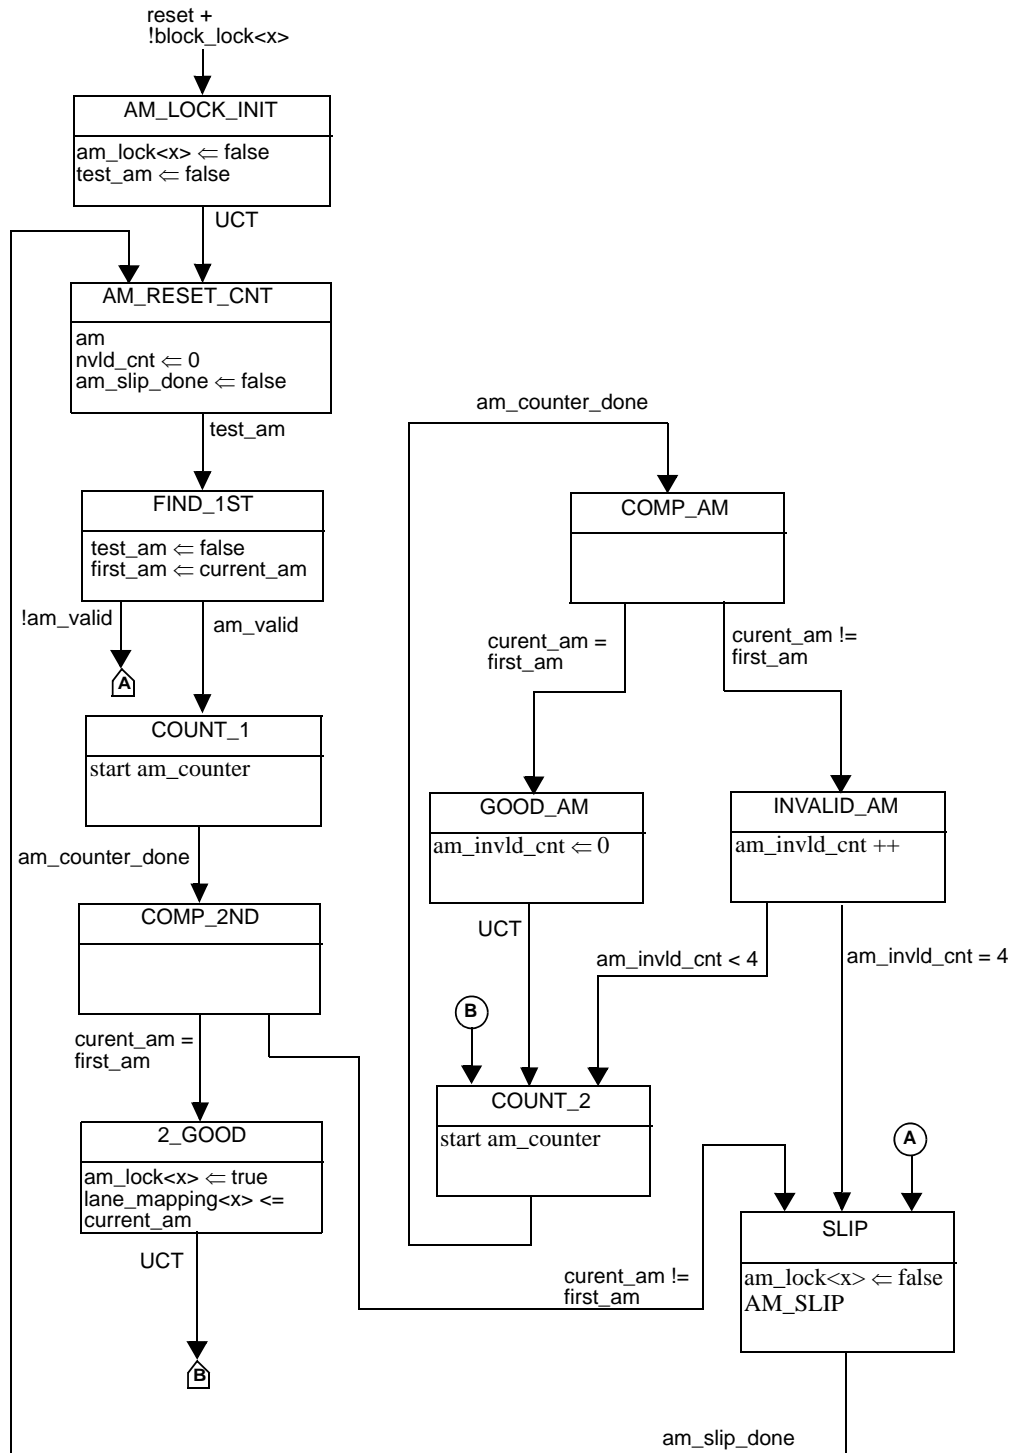 reset +
!block_lock<x>
AM_LOCK_INIT
am_lock<x> ⇐ false
test_am ⇐ false
UCT
AM_RESET_CNT
am
nvld_cnt ⇐ 0
am_slip_done ⇐ false
test_am
FIND_1ST
test_am ⇐ false
first_am ⇐ current_am
!am_valid
am_valid
A
COUNT_1
start am_counter
am_counter_done
COMP_2ND
curent_am =
first_am
2_GOOD
am_lock<x> ⇐ true
lane_mapping<x> <=
current_am
UCT
B
am_counter_done
COMP_AM
curent_am =
first_am
curent_am !=
first_am
GOOD_AM
am_invld_cnt ⇐ 0
INVALID_AM
am_invld_cnt ++
UCT
am_invld_cnt < 4
am_invld_cnt = 4
B
COUNT_2
start am_counter
A
curent_am !=
first_am
SLIP
am_lock<x> ⇐ false
AM_SLIP
am_slip_done